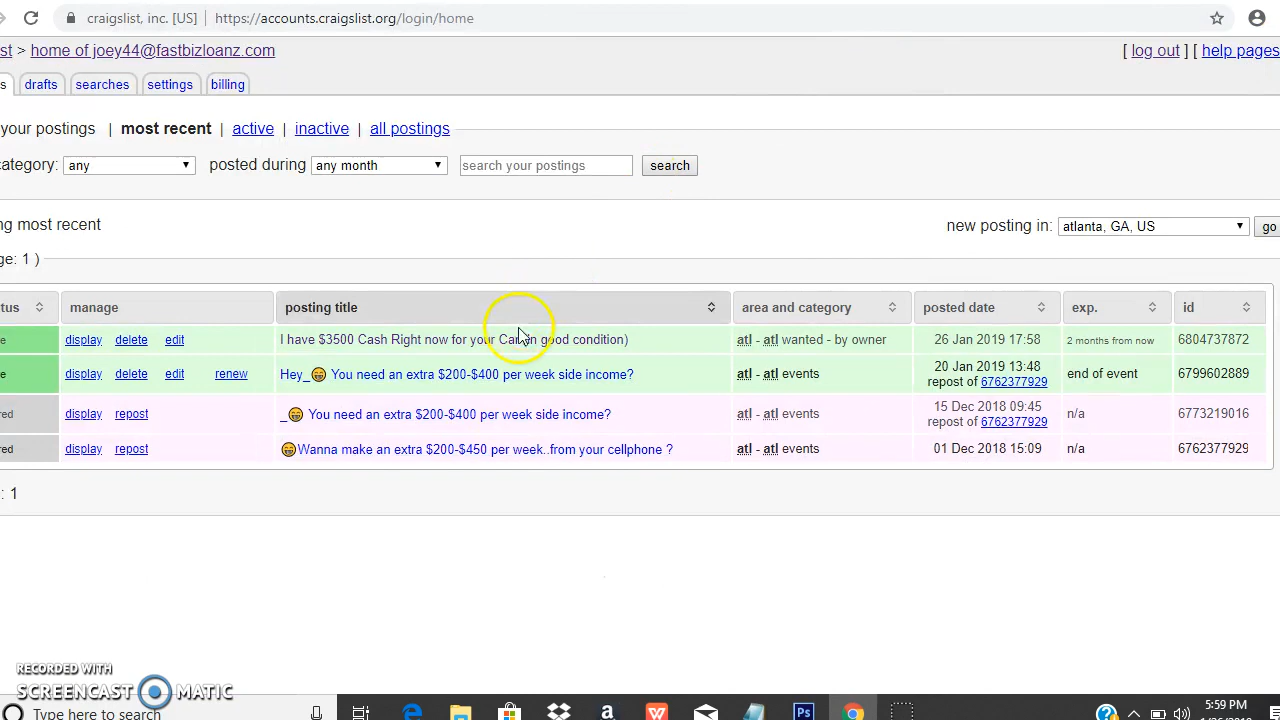 craigslist, inc. [US] https://accounts.craigslist.org/login/home
st > home of joey44@fastbizloanz.com [ log out ] [ help pages
s drafts searches settings billing
your postings | most recent | active | inactive | all postings
category: any posted during any month search your postings search
ng most recent new posting in: atlanta, GA, US go
ge: 1 )
tus manage posting title area and category posted date exp. id
e display delete edit I have $3500 Cash Right now for your Car in good condition) atl - atl wanted - by owner 26 Jan 2019 17:58 2 months from now 6804737872
e display delete edit renew Hey_😁 You need an extra $200-$400 per week side income? atl - atl events 20 Jan 2019 13:48 end of event 6799602889
repost of 6762377929
red display repost _😁 You need an extra $200-$400 per week side income? atl - atl events 15 Dec 2018 09:45 n/a 6773219016
repost of 6762377929
red display repost 😁Wanna make an extra $200-$450 per week..from your cellphone ? atl - atl events 01 Dec 2018 15:09 n/a 6762377929
: 1
RECORDED WITH
SCREENCAST MATIC
Type here to search
5:59 PM